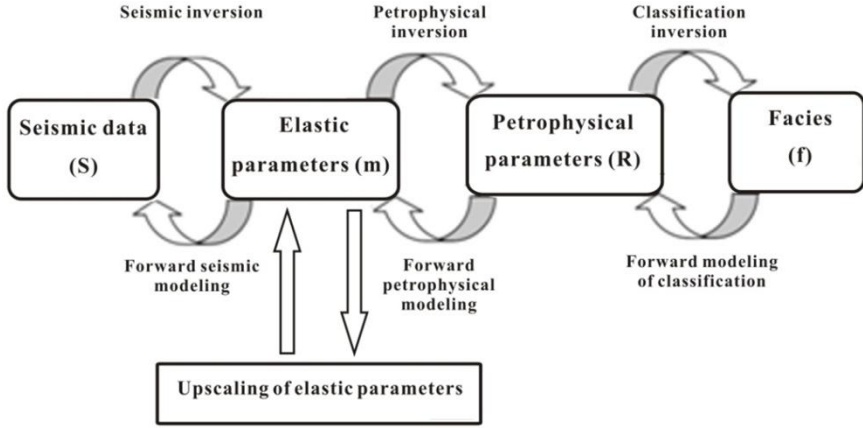 Seismic inversion
Petrophysical
inversion
Classification
inversion
Seismic data
(S)
Elastic
parameters (m)
Petrophysical
parameters (R)
Facies
(f)
Forward seismic
modeling
Forward
petrophysical
modeling
Forward modeling
of classification
Upscaling of elastic parameters